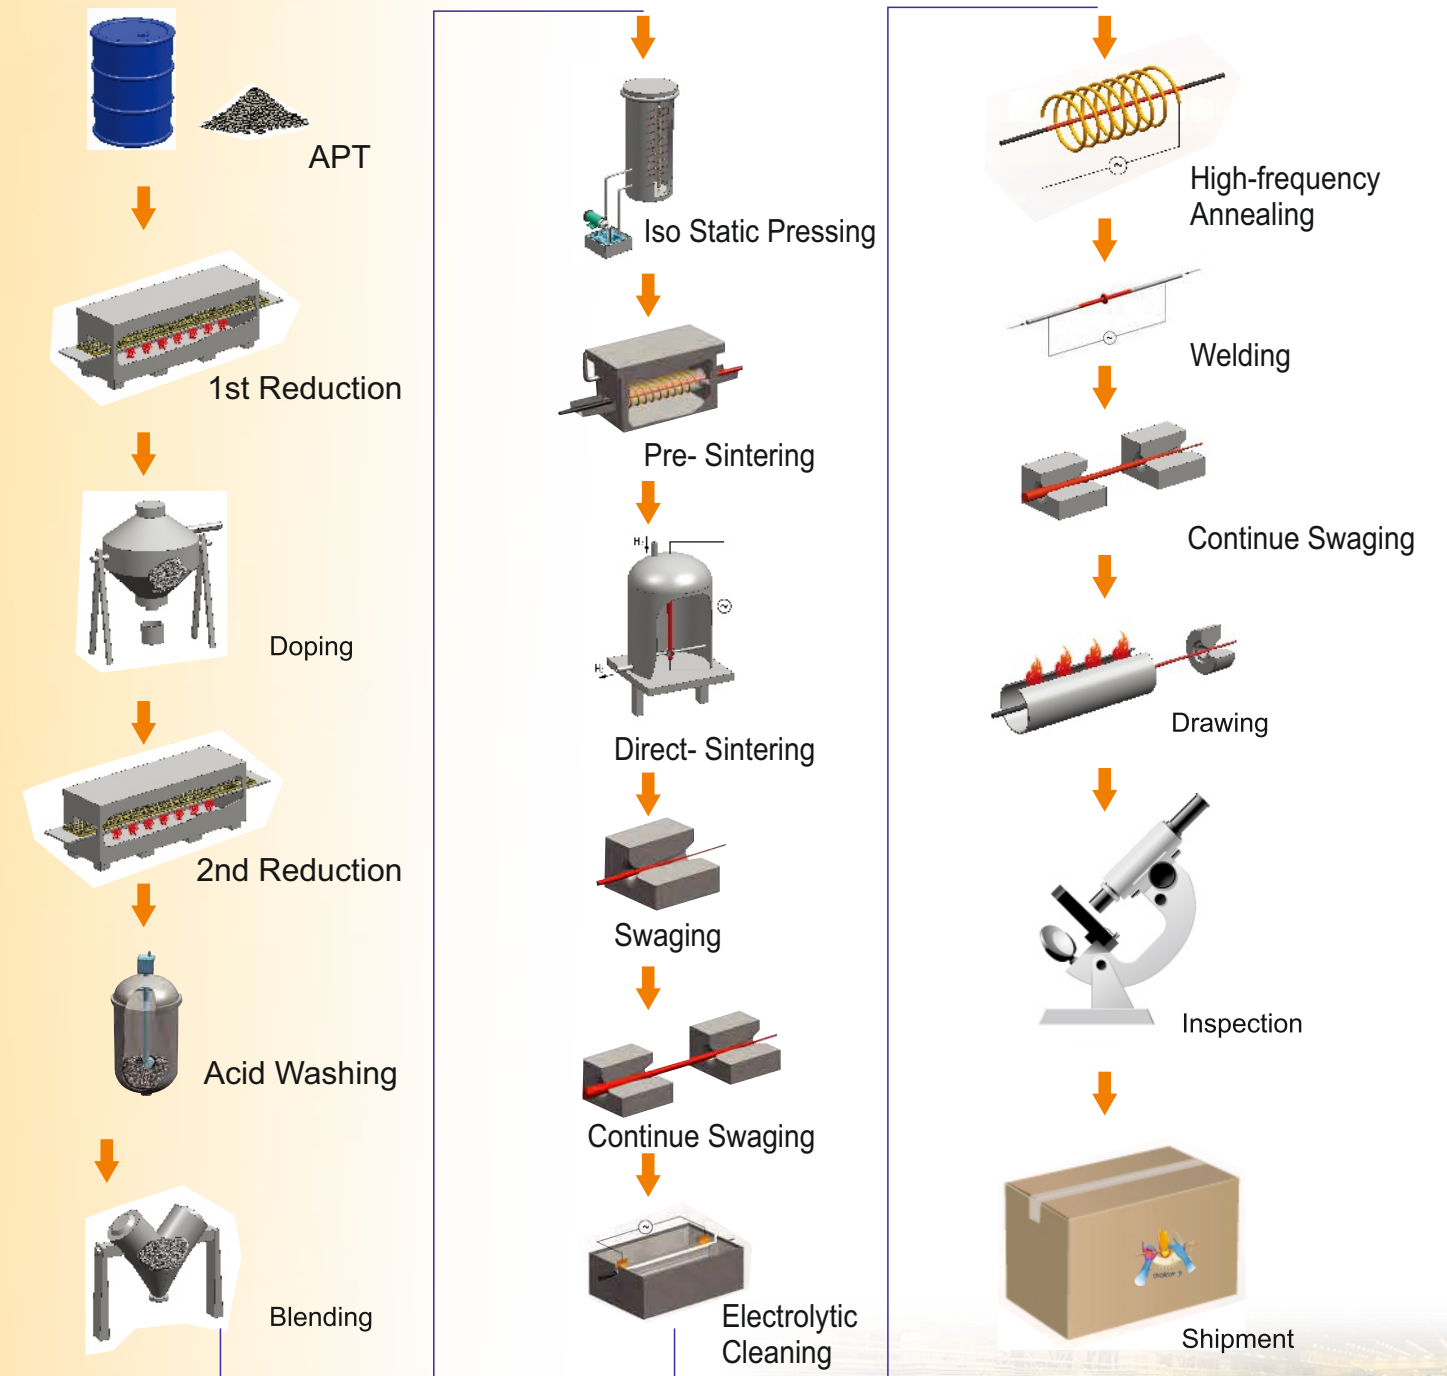 APT
1st Reduction
Doping
2nd Reduction
Acid Washing
Blending
Iso Static Pressing
Pre- Sintering
H
H
Direct- Sintering
Swaging
Continue Swaging
Electrolytic
Cleaning
High-frequency
Annealing
Welding
Continue Swaging
Drawing
Inspection
Shipment